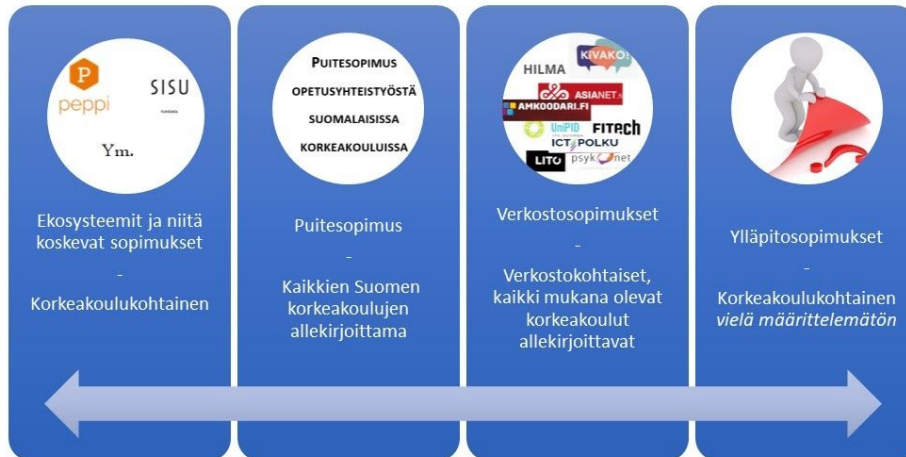 peppi
SISU
Ym.
Ekosysteemit ja niitä
koskevat sopimukset
-
Korkeakoulukohtainen
PUITESOPIMUS
OPETUSYHTEISTYÖSTÄ
SUOMALAISISSA
KORKEAKOULUISSA
Puitesopimus
-
Kaikkien Suomen
korkeakoulujen
allekirjoittama
KiVAKO!
HILMA
ASIANET
AMKOODARI.FI
UniPID
FITech
ICT POLKU
LITO
psykonet
Verkostosopimukset
-
Verkostokohtaiset,
kaikki mukana olevat
korkeakoulut
allekirjoittavat
Ylläpitosopimukset
-
Korkeakoulukohtainen
vielä määrittelemätön